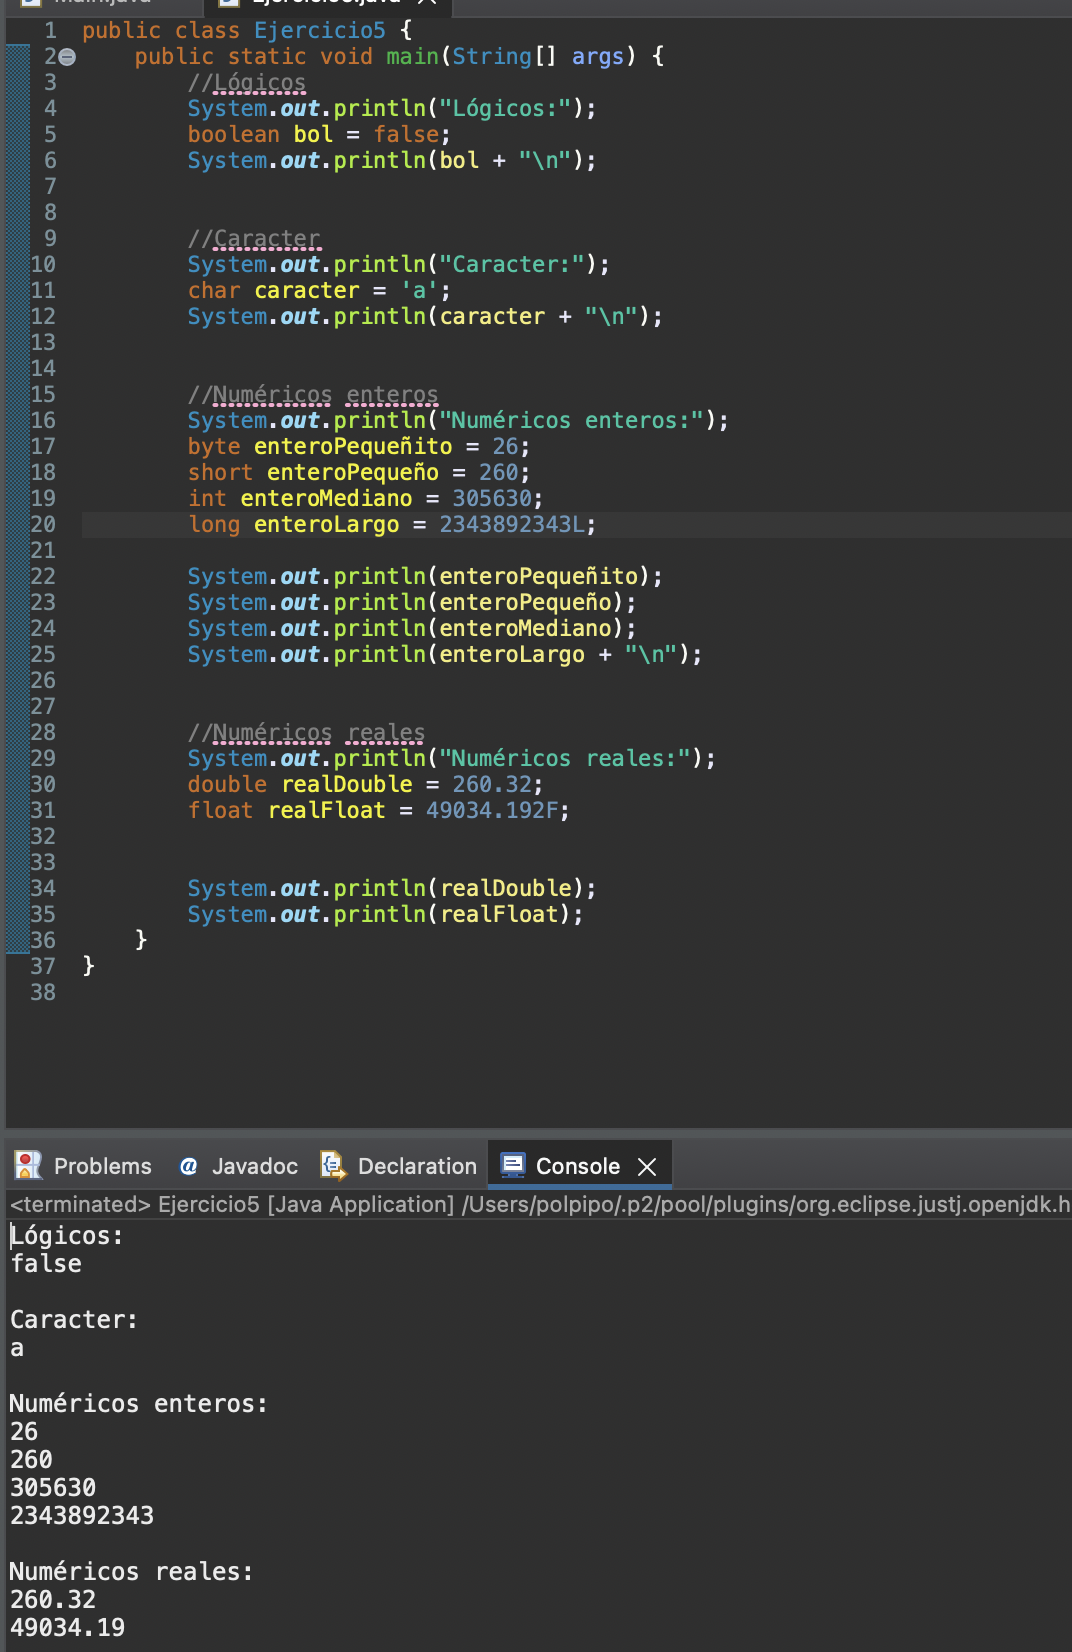 1 public class Ejercicio5 {
2 public static void main(String[] args) {
3 //Lógicos
4 System.out.println("Lógicos:");
5 boolean bol = false;
6 System.out.println(bol + "\n");
7
8
9 //Caracter
10 System.out.println("Caracter:");
11 char caracter = 'a';
12 System.out.println(caracter + "\n");
13
14
15 //Numéricos enteros
16 System.out.println("Numéricos enteros:");
17 byte enteroPequeñito = 26;
18 short enteroPequeño = 260;
19 int enteroMediano = 305630;
20 long enteroLargo = 2343892343L;
21
22 System.out.println(enteroPequeñito);
23 System.out.println(enteroPequeño);
24 System.out.println(enteroMediano);
25 System.out.println(enteroLargo + "\n");
26
27
28 //Numéricos reales
29 System.out.println("Numéricos reales:");
30 double realDouble = 260.32;
31 float realFloat = 49034.192F;
32
33
34 System.out.println(realDouble);
35 System.out.println(realFloat);
36 }
37 }
38
Problems @ Javadoc Declaration Console
<terminated> Ejercicio5 [Java Application] /Users/polpipo/.p2/pool/plugins/org.eclipse.justj.openjdk.h
Lógicos:
false
Caracter:
a
Numéricos enteros:
26
260
305630
2343892343
Numéricos reales:
260.32
49034.19